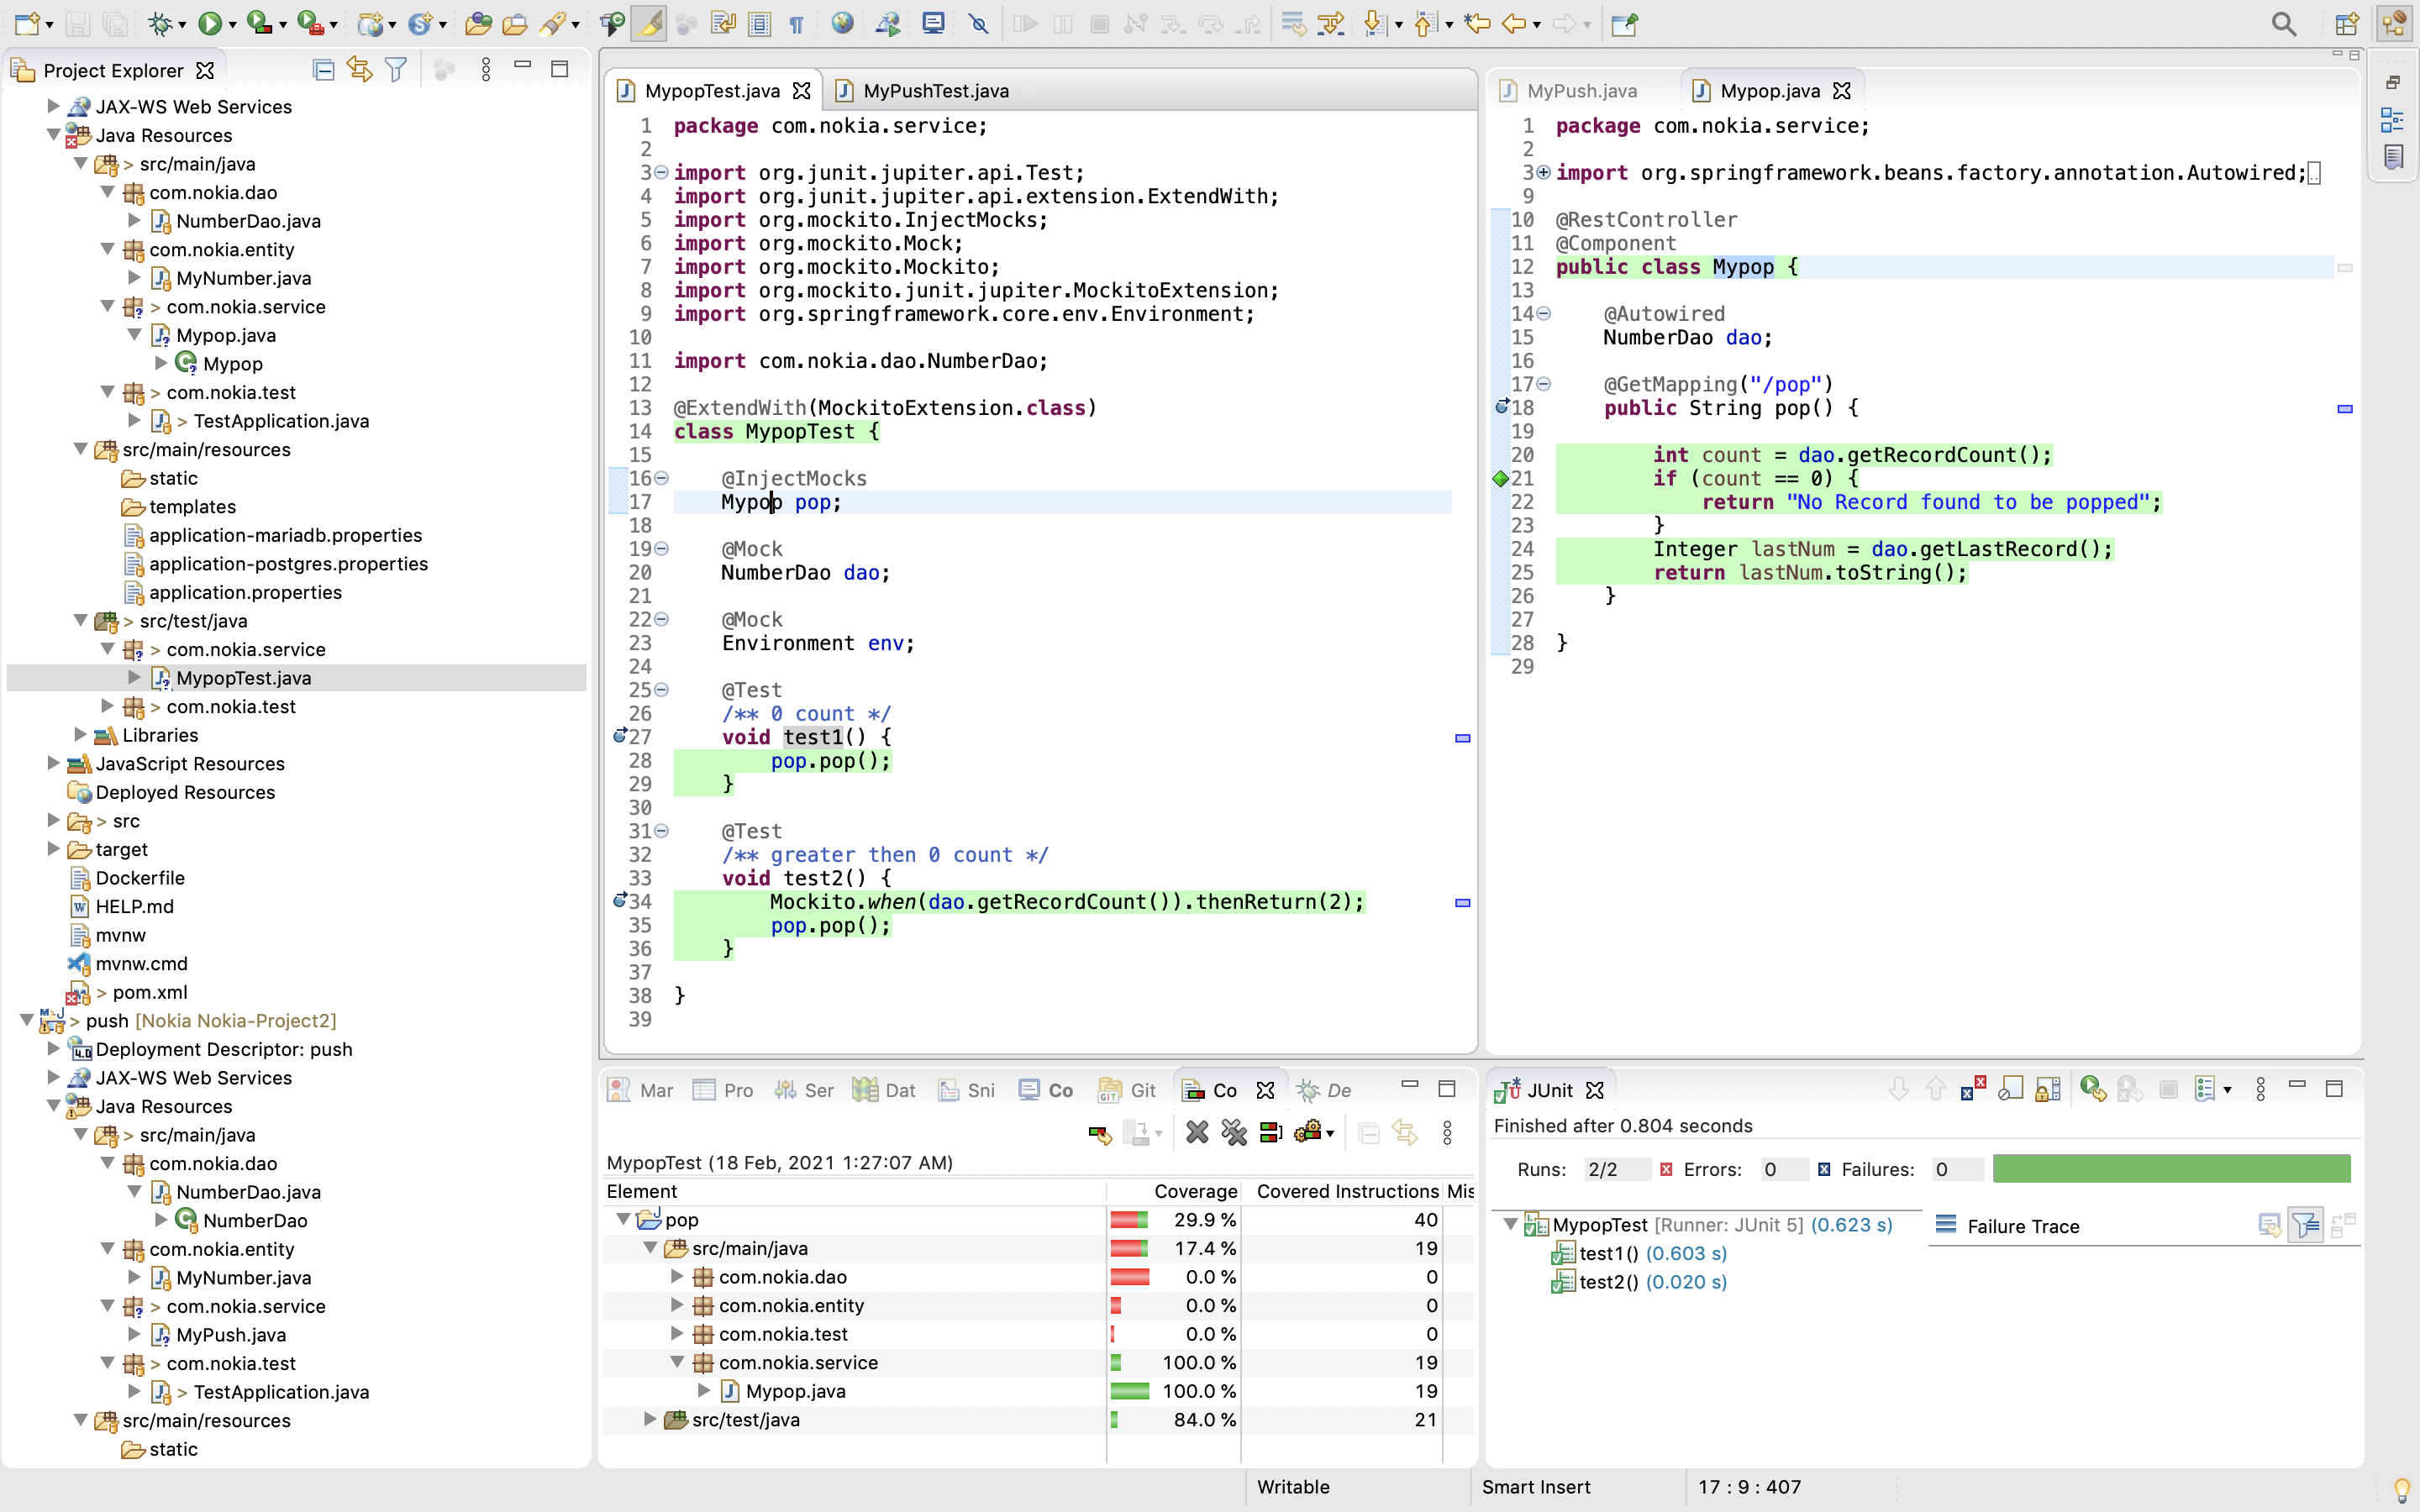 Project Explorer
JAX-WS Web Services
Java Resources
> src/main/java
com.nokia.dao
NumberDao.java
com.nokia.entity
MyNumber.java
> com.nokia.service
Mypop.java
Mypop
> com.nokia.test
> TestApplication.java
src/main/resources
static
templates
application-mariadb.properties
application-postgres.properties
application.properties
> src/test/java
> com.nokia.service
MypopTest.java
> com.nokia.test
Libraries
JavaScript Resources
Deployed Resources
> src
target
Dockerfile
HELP.md
mvnw
mvnw.cmd
> pom.xml
> push [Nokia Nokia-Project2]
Deployment Descriptor: push
JAX-WS Web Services
Java Resources
> src/main/java
com.nokia.dao
NumberDao.java
NumberDao
com.nokia.entity
MyNumber.java
> com.nokia.service
MyPush.java
> com.nokia.test
> TestApplication.java
src/main/resources
static
MypopTest.java MyPushTest.java
1 package com.nokia.service;
2
3 import org.junit.jupiter.api.Test;
4 import org.junit.jupiter.api.extension.ExtendWith;
5 import org.mockito.InjectMocks;
6 import org.mockito.Mock;
7 import org.mockito.Mockito;
8 import org.mockito.junit.jupiter.MockitoExtension;
9 import org.springframework.core.env.Environment;
10
11 import com.nokia.dao.NumberDao;
12
13 @ExtendWith(MockitoExtension.class)
14 class MypopTest {
15
16 @InjectMocks
17 Mypop pop;
18
19 @Mock
20 NumberDao dao;
21
22 @Mock
23 Environment env;
24
25 @Test
26 /** 0 count */
27 void test1() {
28 pop.pop();
29 }
30
31 @Test
32 /** greater then 0 count */
33 void test2() {
34 Mockito.when(dao.getRecordCount()).thenReturn(2);
35 pop.pop();
36 }
37
38 }
39
MyPush.java Mypop.java
1 package com.nokia.service;
2
3 import org.springframework.beans.factory.annotation.Autowired;
9
10 @RestController
11 @Component
12 public class Mypop {
13
14 @Autowired
15 NumberDao dao;
16
17 @GetMapping("/pop")
18 public String pop() {
19
20 int count = dao.getRecordCount();
21 if (count == 0) {
22 return "No Record found to be popped";
23 }
24 Integer lastNum = dao.getLastRecord();
25 return lastNum.toString();
26 }
27
28 }
29
Mar Pro Ser Dat Sni Co Git Co De
MypopTest (18 Feb, 2021 1:27:07 AM)
Element Coverage Covered Instructions Mis
pop 29.9 % 40
src/main/java 17.4 % 19
com.nokia.dao 0.0 % 0
com.nokia.entity 0.0 % 0
com.nokia.test 0.0 % 0
com.nokia.service 100.0 % 19
Mypop.java 100.0 % 19
src/test/java 84.0 % 21
JUnit
Finished after 0.804 seconds
Runs: 2/2 Errors: 0 Failures: 0
MypopTest [Runner: JUnit 5] (0.623 s)
test1() (0.603 s)
test2() (0.020 s)
Failure Trace
Writable Smart Insert 17 : 9 : 407